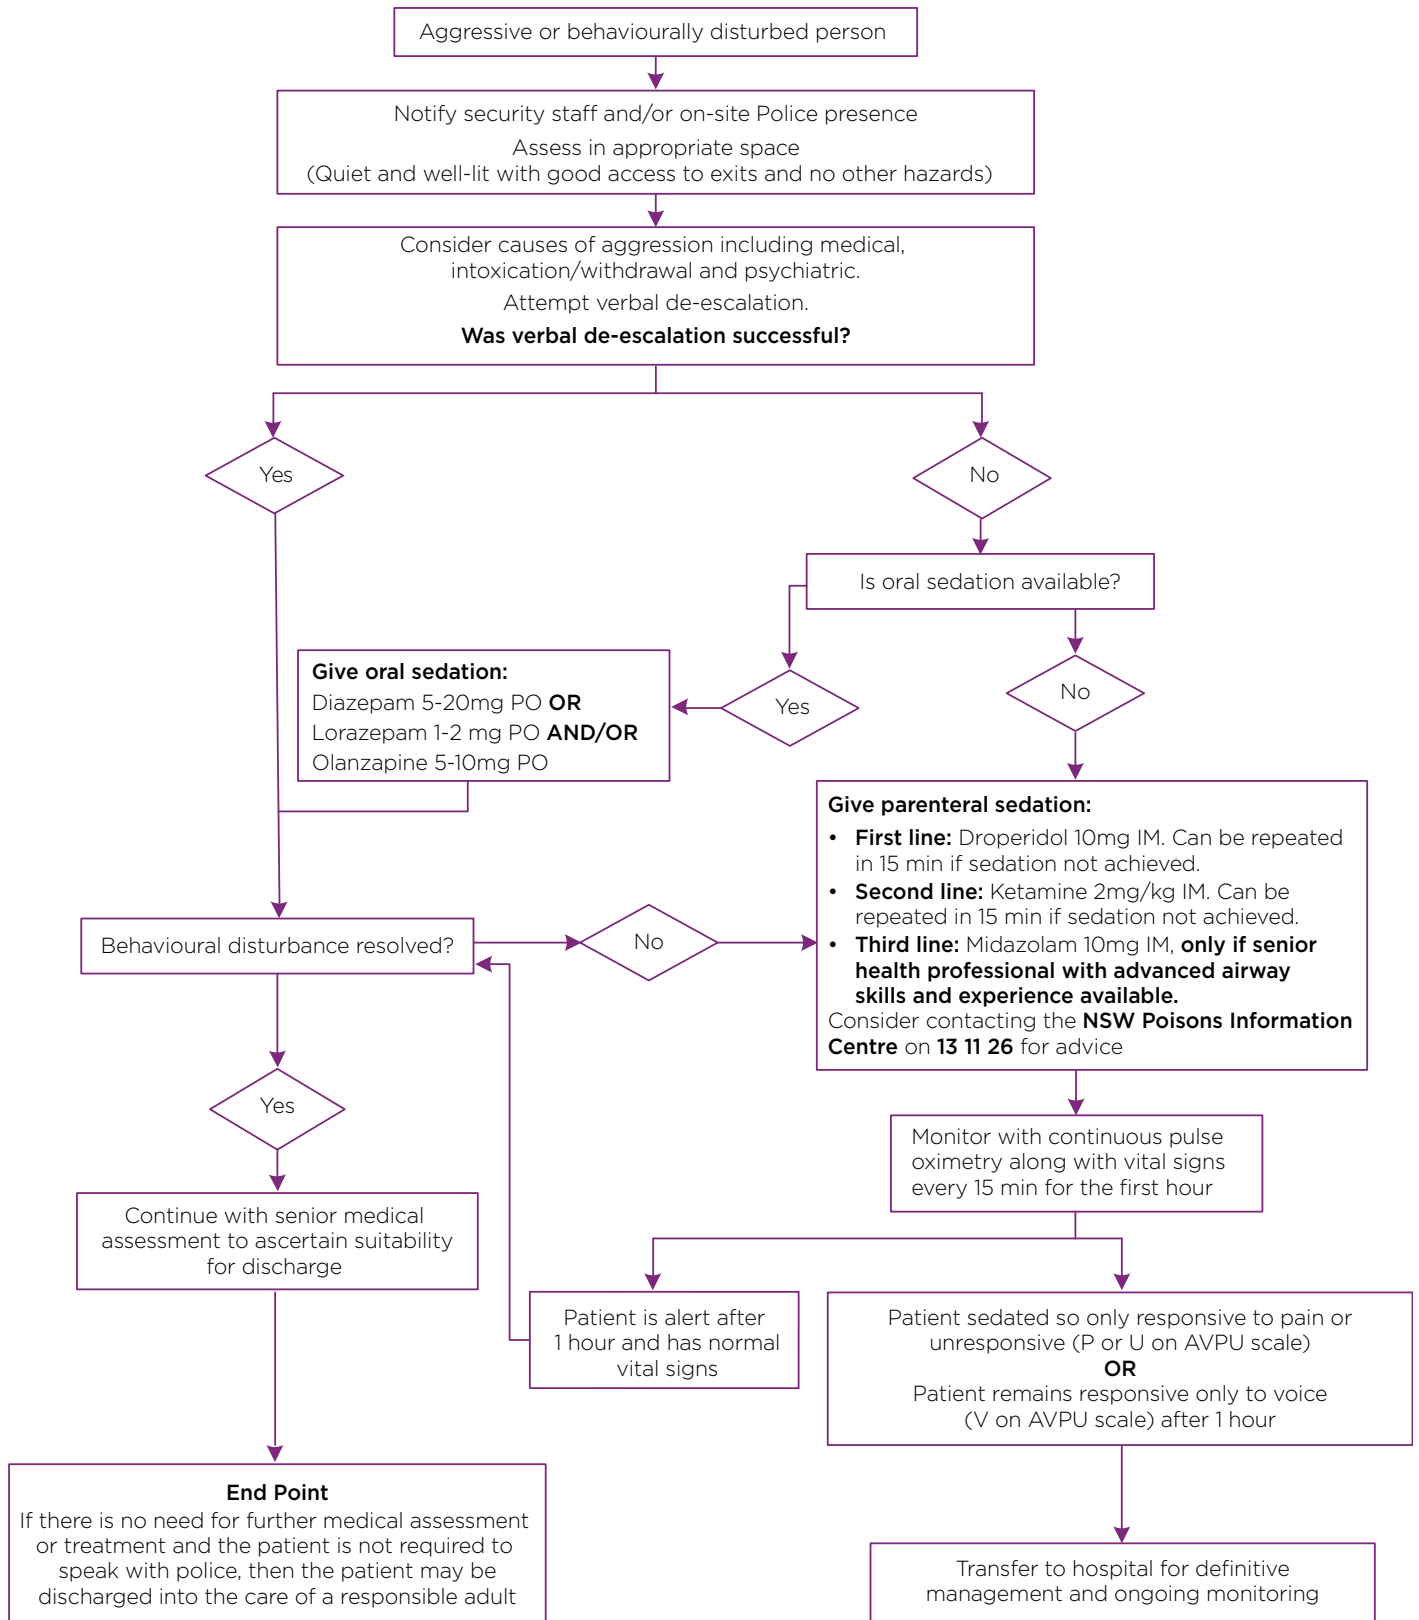 Aggressive or behaviourally disturbed person
Notify security staff and/or on-site Police presence
Assess in appropriate space
(Quiet and well-lit with good access to exits and no other hazards)
Consider causes of aggression including medical,
intoxication/withdrawal and psychiatric.
Attempt verbal de-escalation.
Was verbal de-escalation successful?
Yes
No
Is oral sedation available?
Yes
No
Give oral sedation:
Diazepam 5-20mg PO OR
Lorazepam 1-2 mg PO AND/OR
Olanzapine 5-10mg PO
Give parenteral sedation:
• First line: Droperidol 10mg IM. Can be repeated
in 15 min if sedation not achieved.
• Second line: Ketamine 2mg/kg IM. Can be
repeated in 15 min if sedation not achieved.
• Third line: Midazolam 10mg IM, only if senior
health professional with advanced airway
skills and experience available.
Consider contacting the NSW Poisons Information
Centre on 13 11 26 for advice
Behavioural disturbance resolved?
No
Yes
Monitor with continuous pulse
oximetry along with vital signs
every 15 min for the first hour
Continue with senior medical
assessment to ascertain suitability
for discharge
Patient is alert after
1 hour and has normal
vital signs
Patient sedated so only responsive to pain or
unresponsive (P or U on AVPU scale)
OR
Patient remains responsive only to voice
(V on AVPU scale) after 1 hour
End Point
If there is no need for further medical assessment
or treatment and the patient is not required to
speak with police, then the patient may be
discharged into the care of a responsible adult
Transfer to hospital for definitive
management and ongoing monitoring